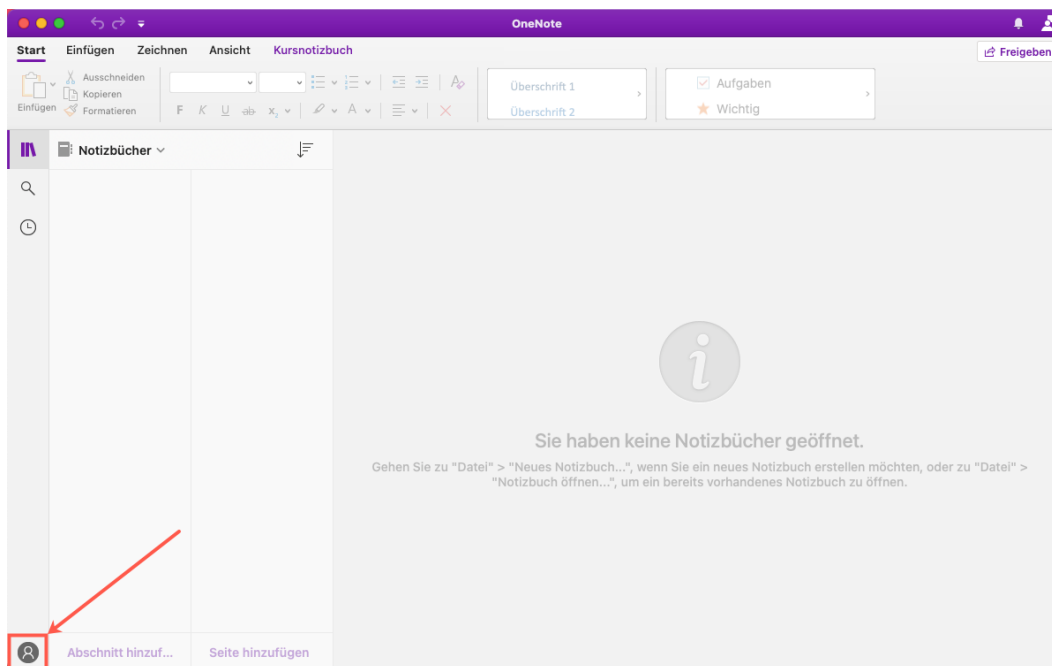 OneNote
Start Einfügen Zeichnen Ansicht Kursnotizbuch Freigeben
Einfügen
Ausschneiden
Kopieren
Formatieren
F K U ab x₂ A
Überschrift 1
Überschrift 2
Aufgaben
Wichtig
Notizbücher
Sie haben keine Notizbücher geöffnet.
Gehen Sie zu "Datei" > "Neues Notizbuch...", wenn Sie ein neues Notizbuch erstellen möchten, oder zu "Datei" >
"Notizbuch öffnen...", um ein bereits vorhandenes Notizbuch zu öffnen.
Abschnitt hinzuf... Seite hinzufügen